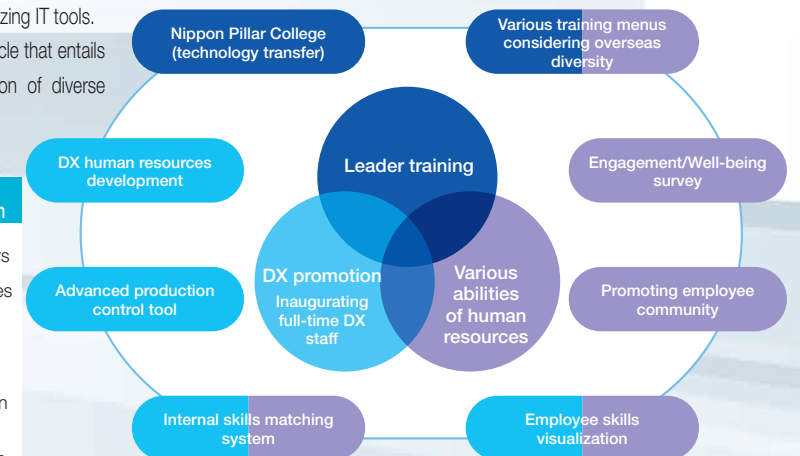 zing IT tools.
cle that entails
on of diverse
n
rs
es
n
Nippon Pillar College
(technology transfer)
Various training menus
considering overseas
diversity
DX human resources
development
Engagement/Well-being
survey
Advanced production
control tool
Promoting employee
community
Internal skills matching
system
Employee skills
visualization
Leader training
DX promotion
Inaugurating
full-time DX
staff
Various
abilities
of human
resources